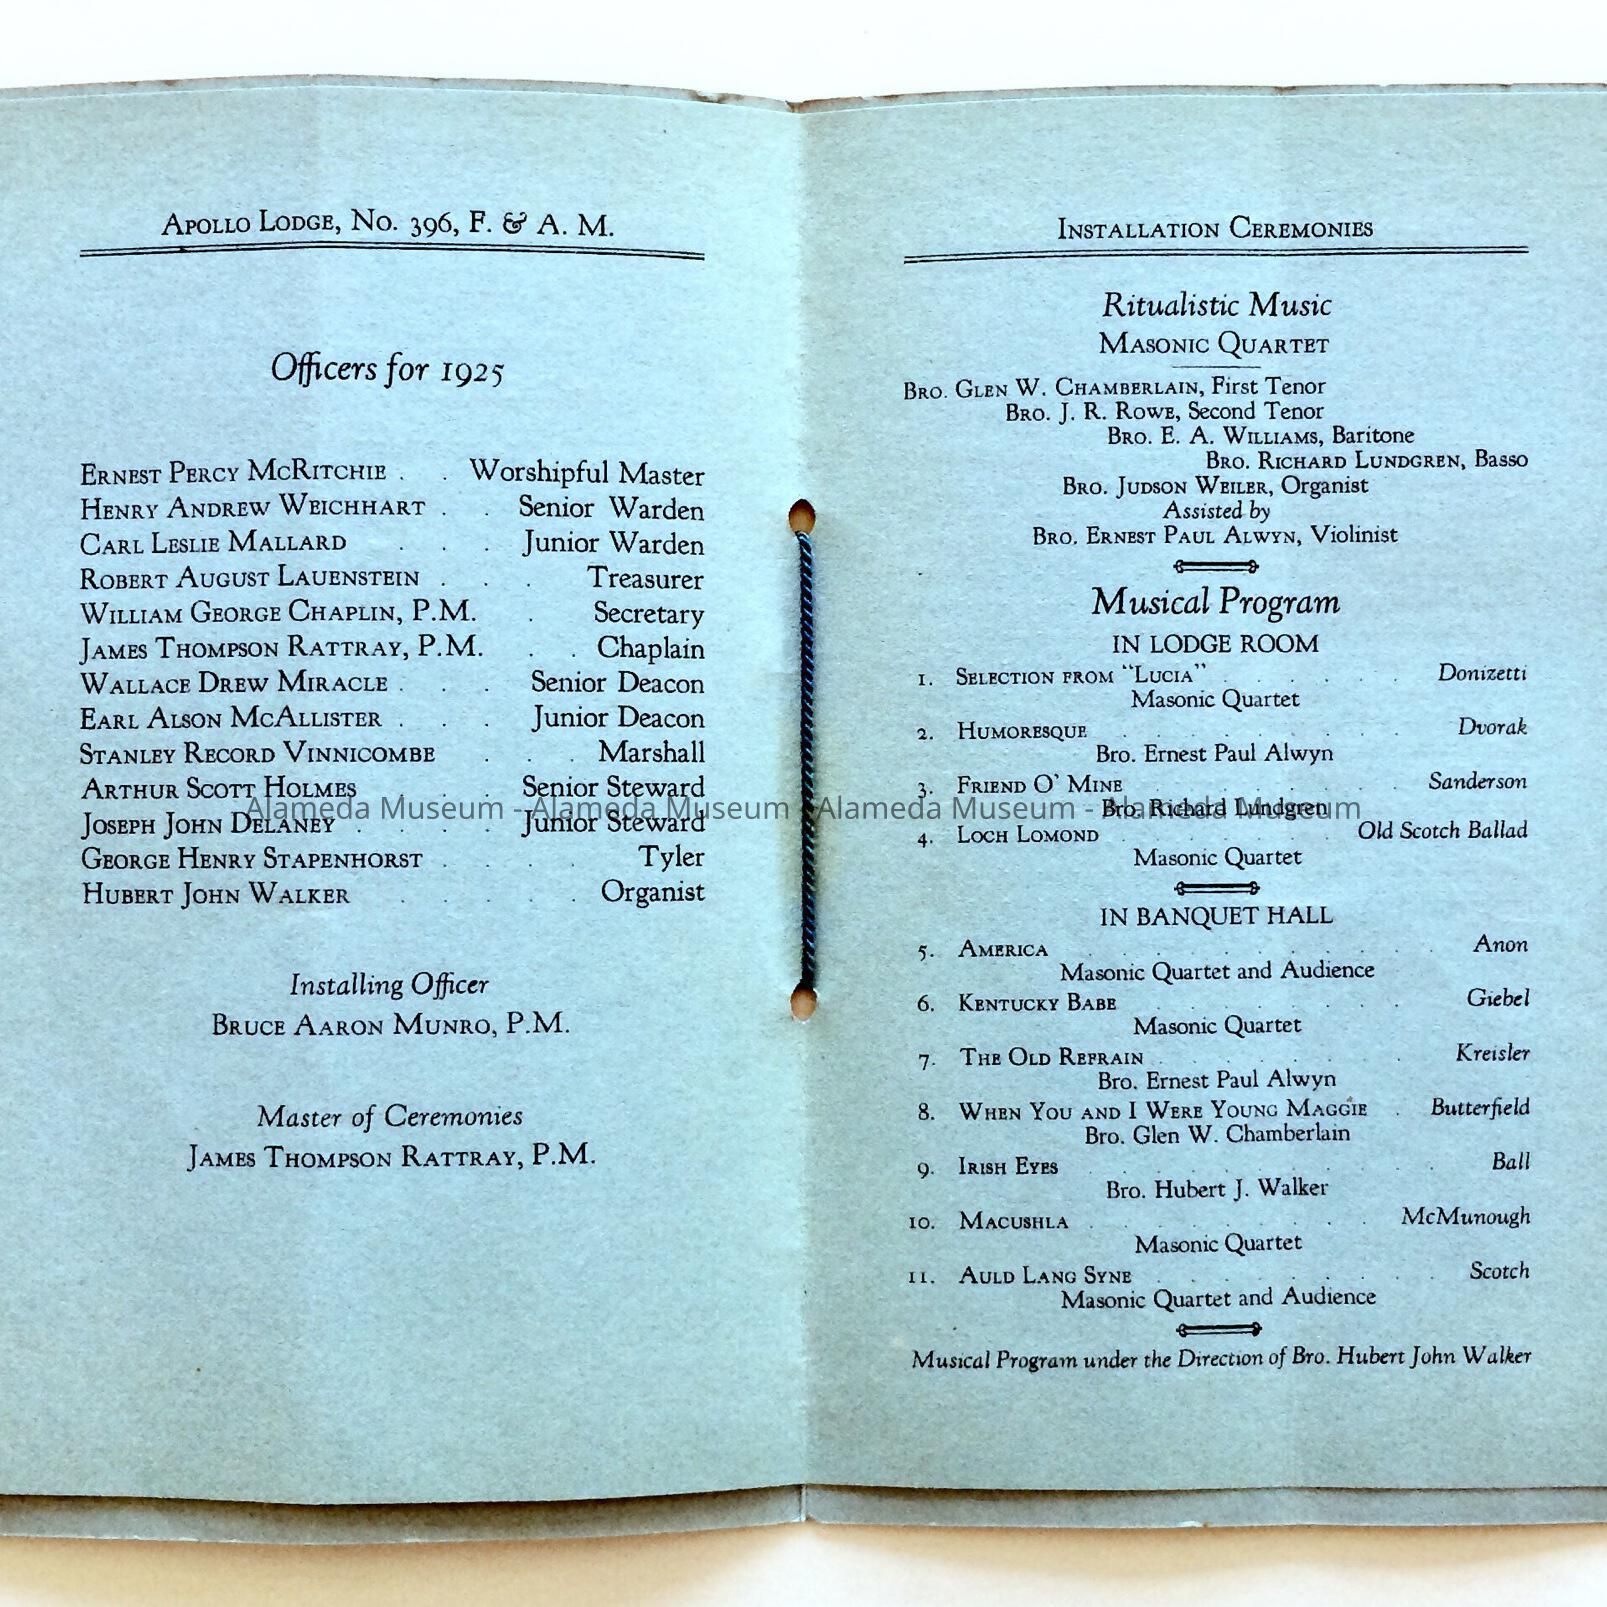 APOLLO LODGE, NO. 396, F. & A. M.
Officers for 1925
ERNEST PERCY MCRITCHIE . . Worshipful Master
HENRY ANDREW WEICHHART . . Senior Warden
CARL LESLIE MALLARD . . . Junior Warden
ROBERT AUGUST LAUENSTEIN . . . Treasurer
WILLIAM GEORGE CHAPLIN, P.M. . Secretary
JAMES THOMPSON RATTRAY, P.M. . . Chaplain
WALLACE DREW MIRACLE . . . Senior Deacon
EARL ALSON MCALLISTER . . . Junior Deacon
STANLEY RECORD VINNICOMBE . . . Marshall
ARTHUR SCOTT HOLMES . . . Senior Steward
JOSEPH JOHN DELANEY . . . . Junior Steward
GEORGE HENRY STAPENHORST . . . . Tyler
HUBERT JOHN WALKER . . . . . Organist
Installing Officer
BRUCE AARON MUNRO, P.M.
Master of Ceremonies
JAMES THOMPSON RATTRAY, P.M.
INSTALLATION CEREMONIES
Ritualistic Music
MASONIC QUARTET
BRO. GLEN W. CHAMBERLAIN, First Tenor
BRO. J. R. ROWE, Second Tenor
BRO. E. A. WILLIAMS, Baritone
BRO. RICHARD LUNDGREN, Basso
BRO. JUDSON WEILER, Organist
Assisted by
BRO. ERNEST PAUL ALWYN, Violinist
Musical Program
IN LODGE ROOM
1. SELECTION FROM "LUCIA" . . . . . Donizetti
Masonic Quartet
2. HUMORESQUE . . . . . . . Dvorak
Bro. Ernest Paul Alwyn
3. FRIEND O' MINE . . . . . . Sanderson
Bro. Richard Lundgren
4. LOCH LOMOND . . . . . Old Scotch Ballad
Masonic Quartet
IN BANQUET HALL
5. AMERICA . . . . . . . . Anon
Masonic Quartet and Audience
6. KENTUCKY BABE . . . . . . Giebel
Masonic Quartet
7. THE OLD REFRAIN . . . . . . Kreisler
Bro. Ernest Paul Alwyn
8. WHEN YOU AND I WERE YOUNG MAGGIE . Butterfield
Bro. Glen W. Chamberlain
9. IRISH EYES . . . . . . . . Ball
Bro. Hubert J. Walker
10. MACUSHLA . . . . . . . McMunough
Masonic Quartet
11. AULD LANG SYNE . . . . . . . Scotch
Masonic Quartet and Audience
Musical Program under the Direction of Bro. Hubert John Walker
Alameda Museum - Alameda Museum - Alameda Museum - Alameda Museum